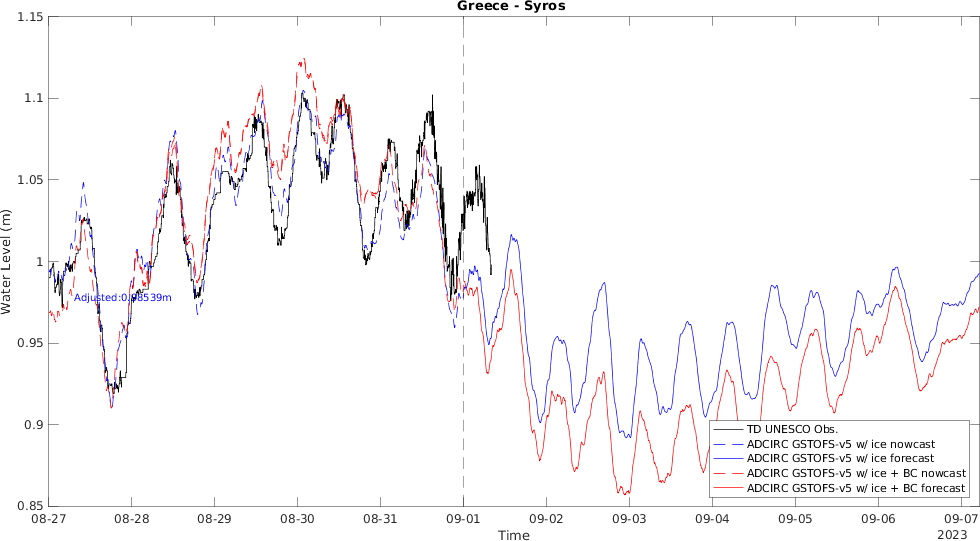 Greece - Syros
1.15
1.1
1.05
1
0.95
0.9
0.85
Water Level (m)
Adjusted:0.98539m
TD UNESCO Obs.
ADCIRC GSTOFS-v5 w/ ice nowcast
ADCIRC GSTOFS-v5 w/ ice forecast
ADCIRC GSTOFS-v5 w/ ice + BC nowcast
ADCIRC GSTOFS-v5 w/ ice + BC forecast
08-27 08-28 08-29 08-30 08-31 09-01 09-02 09-03 09-04 09-05 09-06 09-07
Time
2023